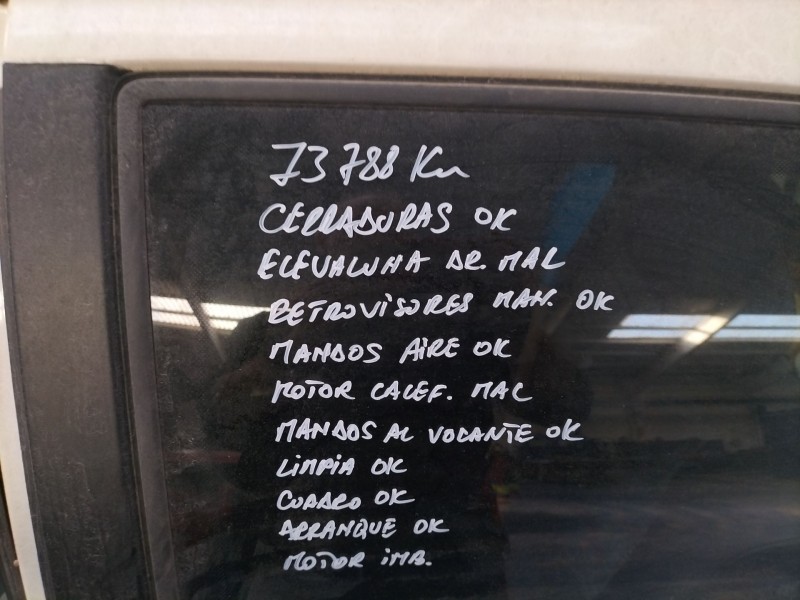 73 788 Km
CERRADURAS OK
ELEVALUNA DR. MAL
RETROVISORES MAN. OK
MANDOS AIRE OK
MOTOR CALEF. MAL
MANDOS AL VOLANTE OK
LIMPIA OK
CUADRO OK
ARRANQUE OK
MOTOR IMB.